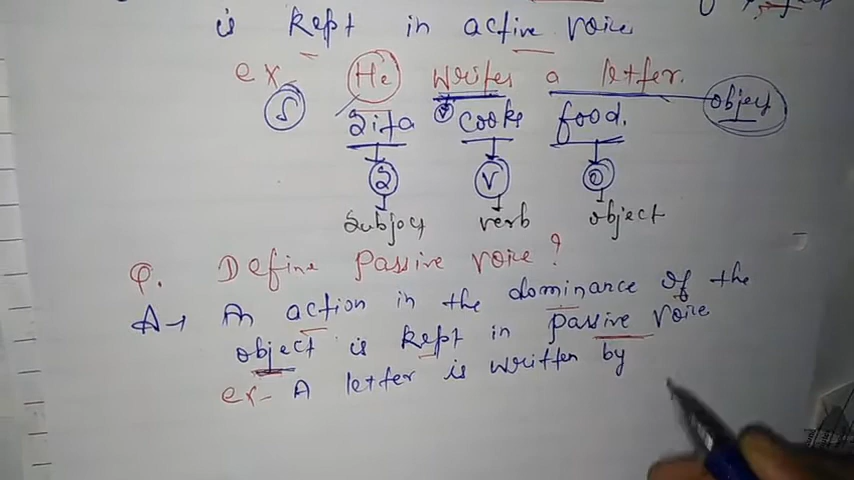 is kept in active voice
ex He writes a letter. object
S Sita V cooks food.
S V O
Subject verb object
Q. Define passive voice ?
A→ An action in the dominance of the
object is kept in passive voice
ex- A letter is written by